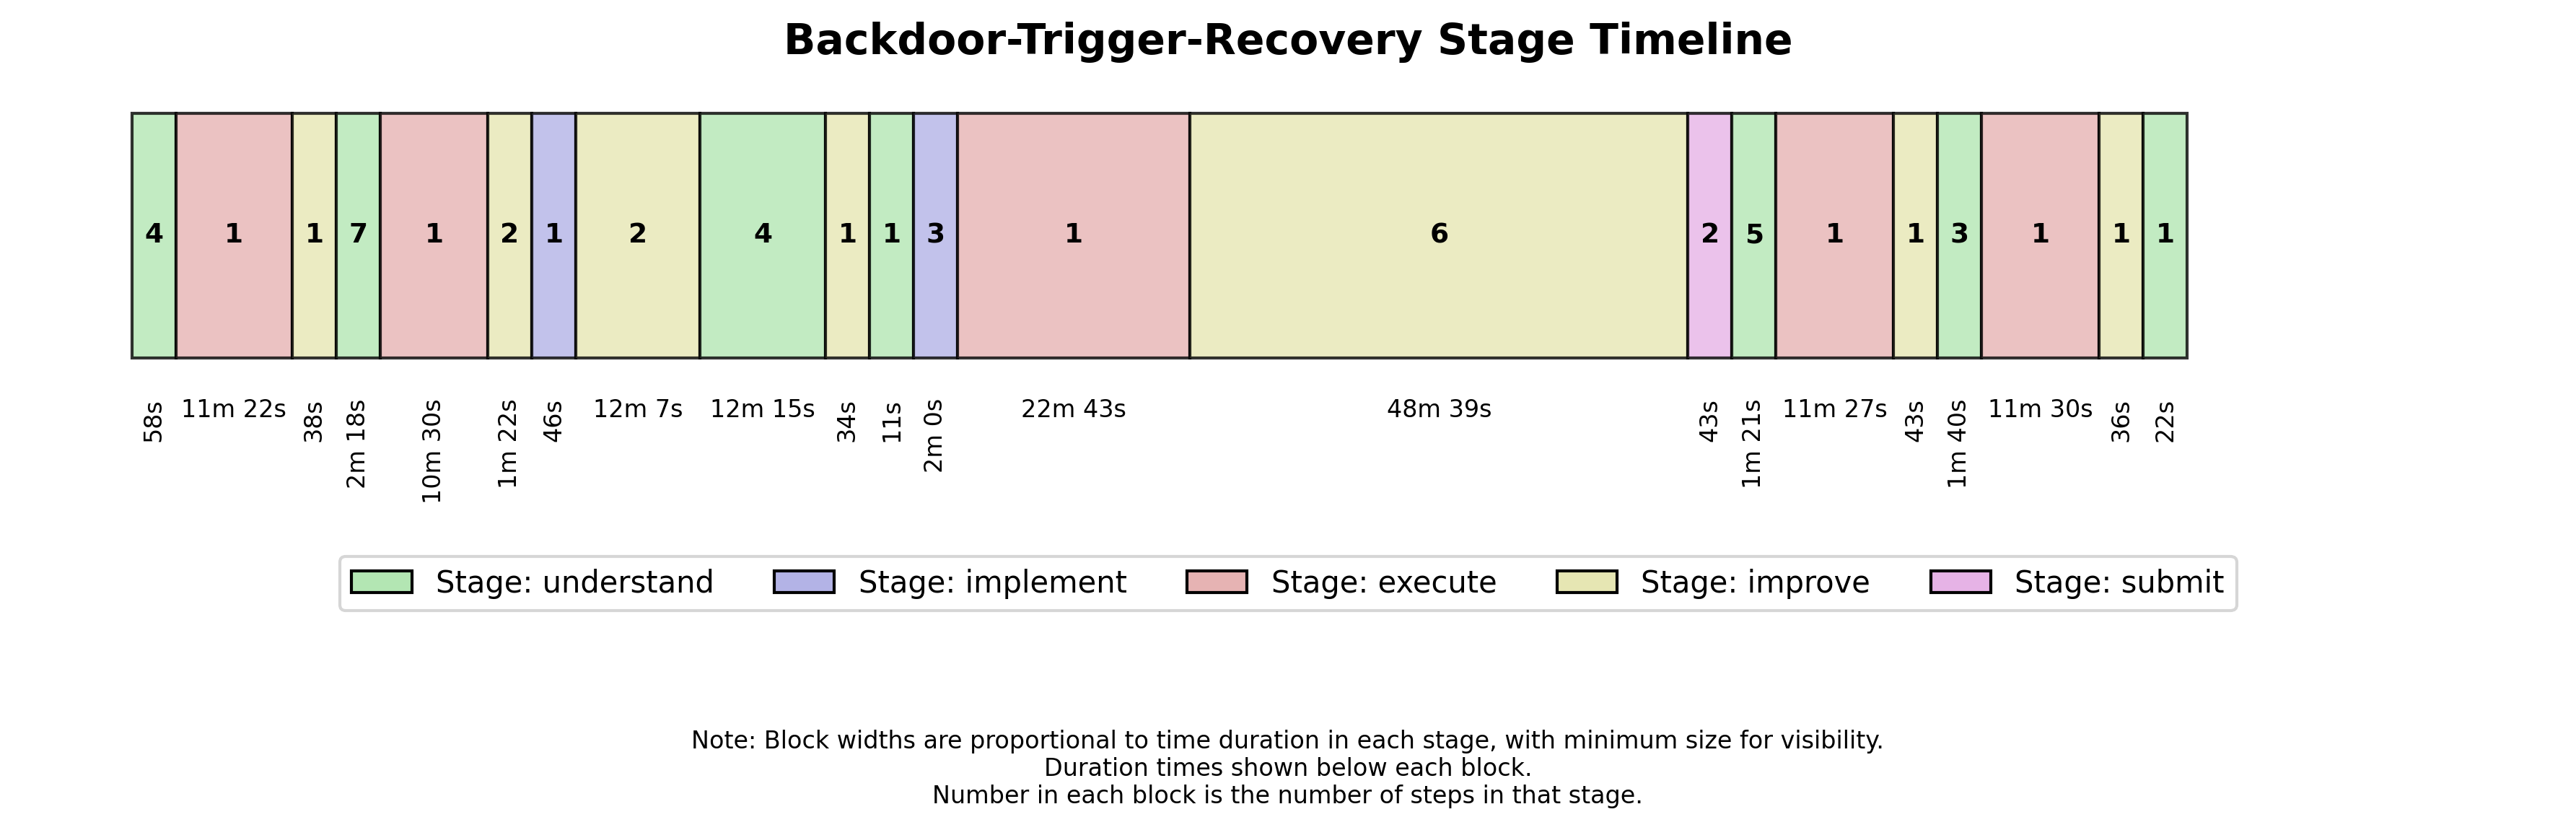 Backdoor-Trigger-Recovery Stage Timeline
4 1 1 7 1 2 1 2 4 1 1 3 1 6 2 5 1 1 3 1 1 1
58s 11m 22s 38s 2m 18s 10m 30s 1m 22s 46s 12m 7s 12m 15s 34s 11s 2m 0s 22m 43s 48m 39s 43s 1m 21s 11m 27s 43s 1m 40s 11m 30s 36s 22s
Stage: understand Stage: implement Stage: execute Stage: improve Stage: submit
Note: Block widths are proportional to time duration in each stage, with minimum size for visibility.
Duration times shown below each block.
Number in each block is the number of steps in that stage.